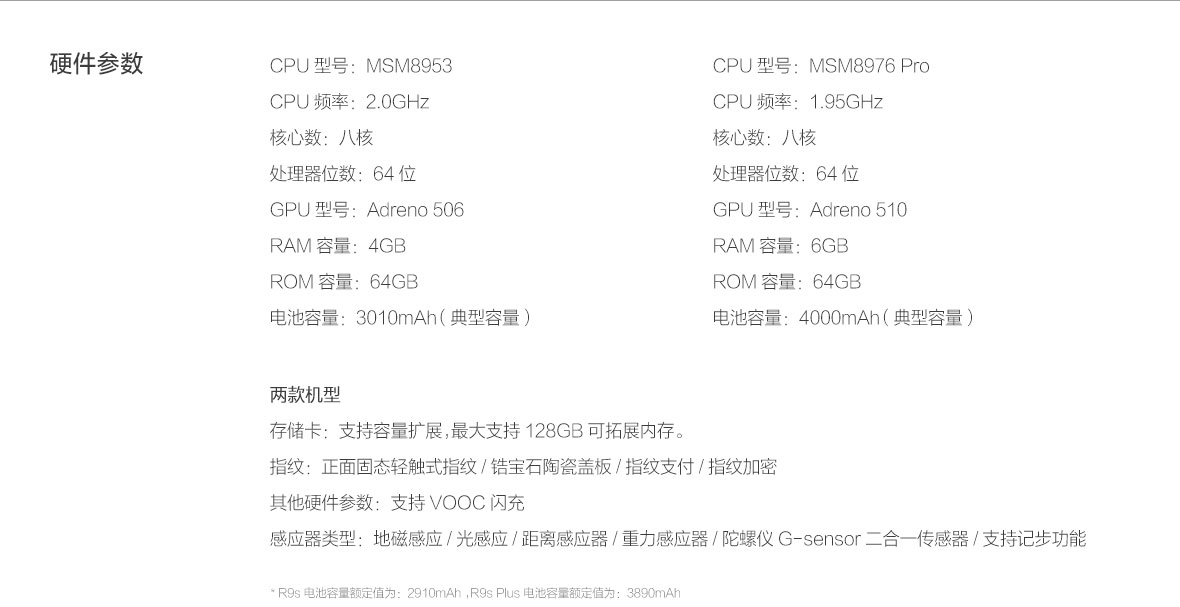 硬件参数
CPU 型号：MSM8953
CPU 频率：2.0GHz
核心数：八核
处理器位数：64 位
GPU 型号：Adreno 506
RAM 容量：4GB
ROM 容量：64GB
电池容量：3010mAh（典型容量）
CPU 型号：MSM8976 Pro
CPU 频率：1.95GHz
核心数：八核
处理器位数：64 位
GPU 型号：Adreno 510
RAM 容量：6GB
ROM 容量：64GB
电池容量：4000mAh（典型容量）
两款机型
存储卡：支持容量扩展，最大支持 128GB 可拓展内存。
指纹：正面固态轻触式指纹 / 锆宝石陶瓷盖板 / 指纹支付 / 指纹加密
其他硬件参数：支持 VOOC 闪充
感应器类型：地磁感应 / 光感应 / 距离感应器 / 重力感应器 / 陀螺仪 G-sensor 二合一传感器 / 支持记步功能
* R9s 电池容量额定值为：2910mAh ，R9s Plus 电池容量额定值为：3890mAh